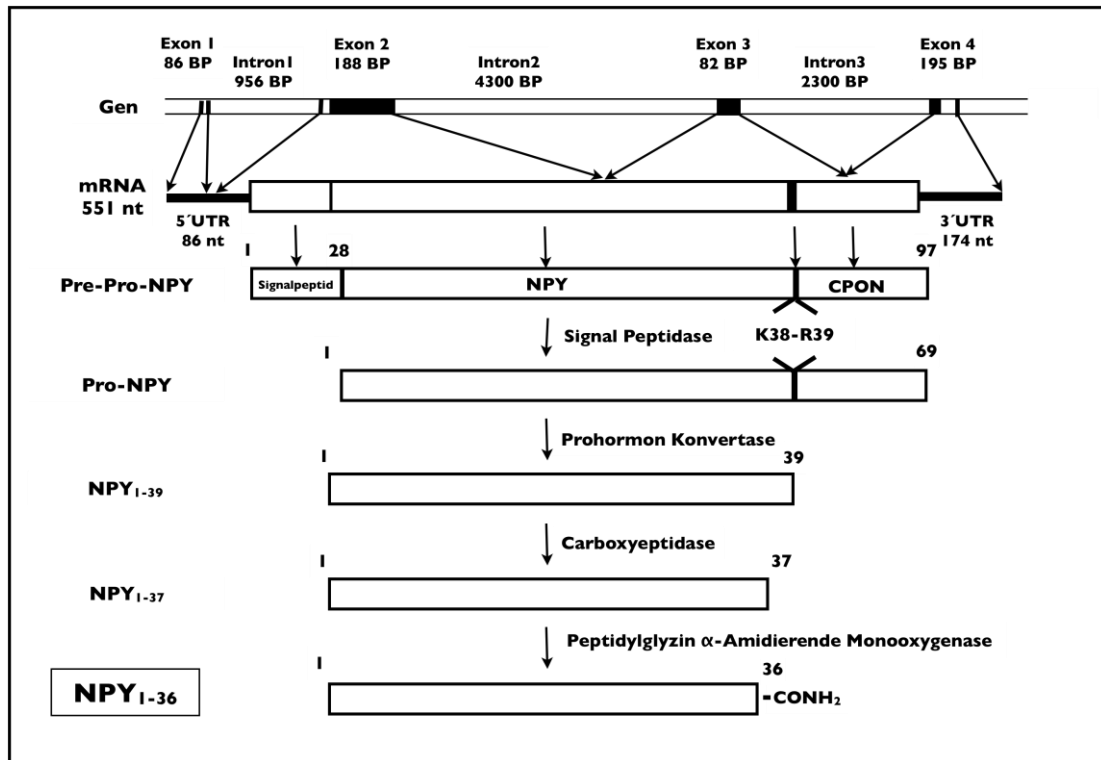 Exon 1
86 BP
Intron1
956 BP
Exon 2
188 BP
Intron2
4300 BP
Exon 3
82 BP
Intron3
2300 BP
Exon 4
195 BP
Gen
mRNA
551 nt
5´UTR
86 nt
3´UTR
174 nt
1 28 97
Pre-Pro-NPY
Signalpeptid
NPY
CPON
Signal Peptidase
K38-R39
1 69
Pro-NPY
Prohormon Konvertase
1 39
NPY₁₋₃₉
Carboxyeptidase
1 37
NPY₁₋₃₇
Peptidylglyzin α-Amidierende Monooxygenase
1 36
NPY₁₋₃₆
-CONH₂